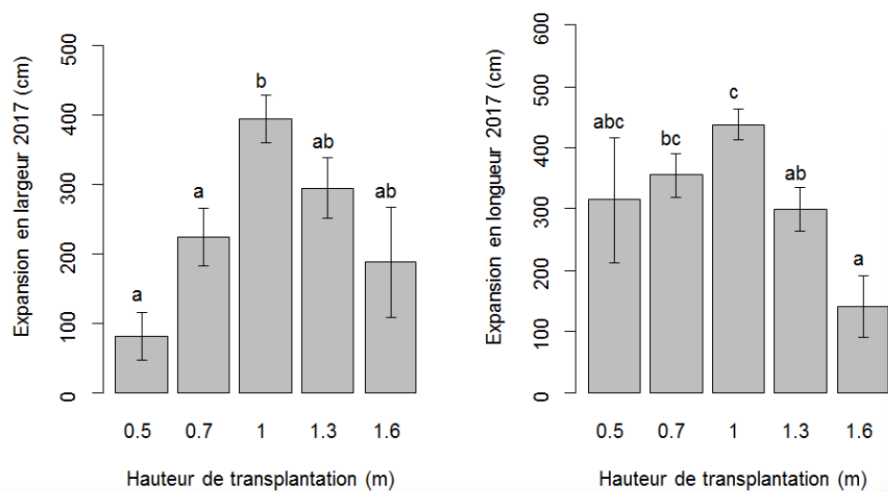 Expansion en largeur 2017 (cm)
500
400
300
200
100
0
a
a
b
ab
ab
0.5 0.7 1 1.3 1.6
Hauteur de transplantation (m)
Expansion en longueur 2017 (cm)
600
500
400
300
200
100
0
abc
bc
c
ab
a
0.5 0.7 1 1.3 1.6
Hauteur de transplantation (m)